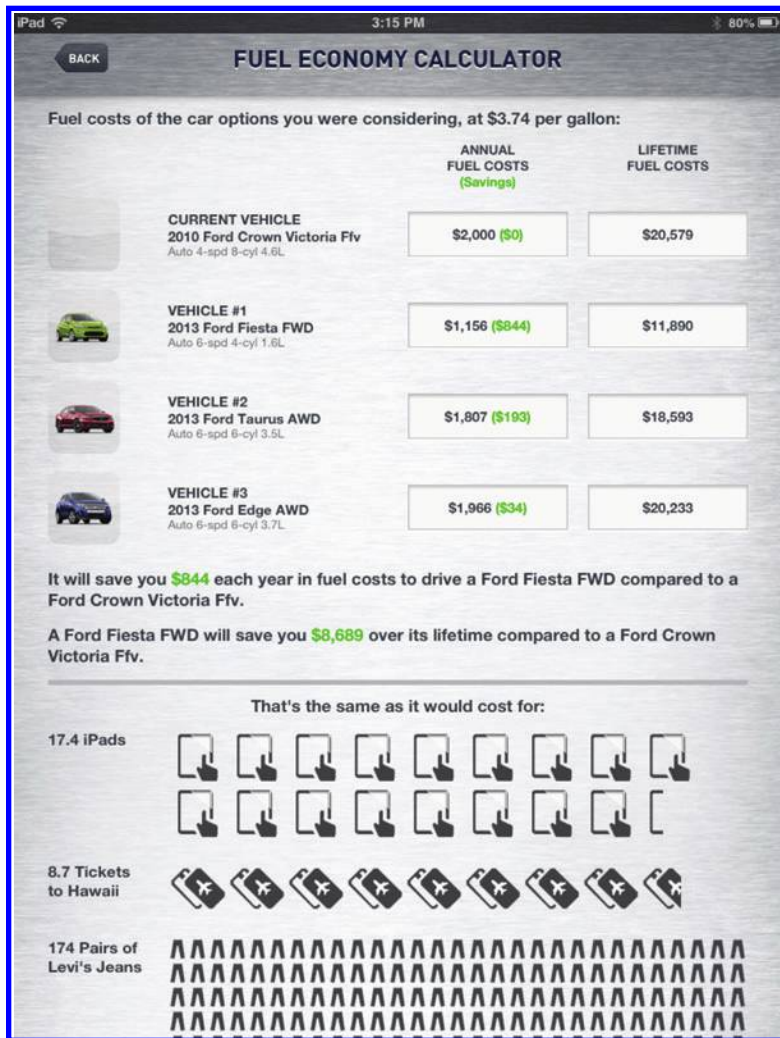 iPad 3:15 PM 80%
BACK
FUEL ECONOMY CALCULATOR
Fuel costs of the car options you were considering, at $3.74 per gallon:
ANNUAL
FUEL COSTS
(Savings)
LIFETIME
FUEL COSTS
CURRENT VEHICLE
2010 Ford Crown Victoria Ffv
Auto 4-spd 8-cyl 4.6L
$2,000 ($0)
$20,579
VEHICLE #1
2013 Ford Fiesta FWD
Auto 6-spd 4-cyl 1.6L
$1,156 ($844)
$11,890
VEHICLE #2
2013 Ford Taurus AWD
Auto 6-spd 6-cyl 3.5L
$1,807 ($193)
$18,593
VEHICLE #3
2013 Ford Edge AWD
Auto 6-spd 6-cyl 3.7L
$1,966 ($34)
$20,233
It will save you $844 each year in fuel costs to drive a Ford Fiesta FWD compared to a
Ford Crown Victoria Ffv.
A Ford Fiesta FWD will save you $8,689 over its lifetime compared to a Ford Crown
Victoria Ffv.
That's the same as it would cost for:
17.4 iPads
8.7 Tickets
to Hawaii
174 Pairs of
Levi's Jeans